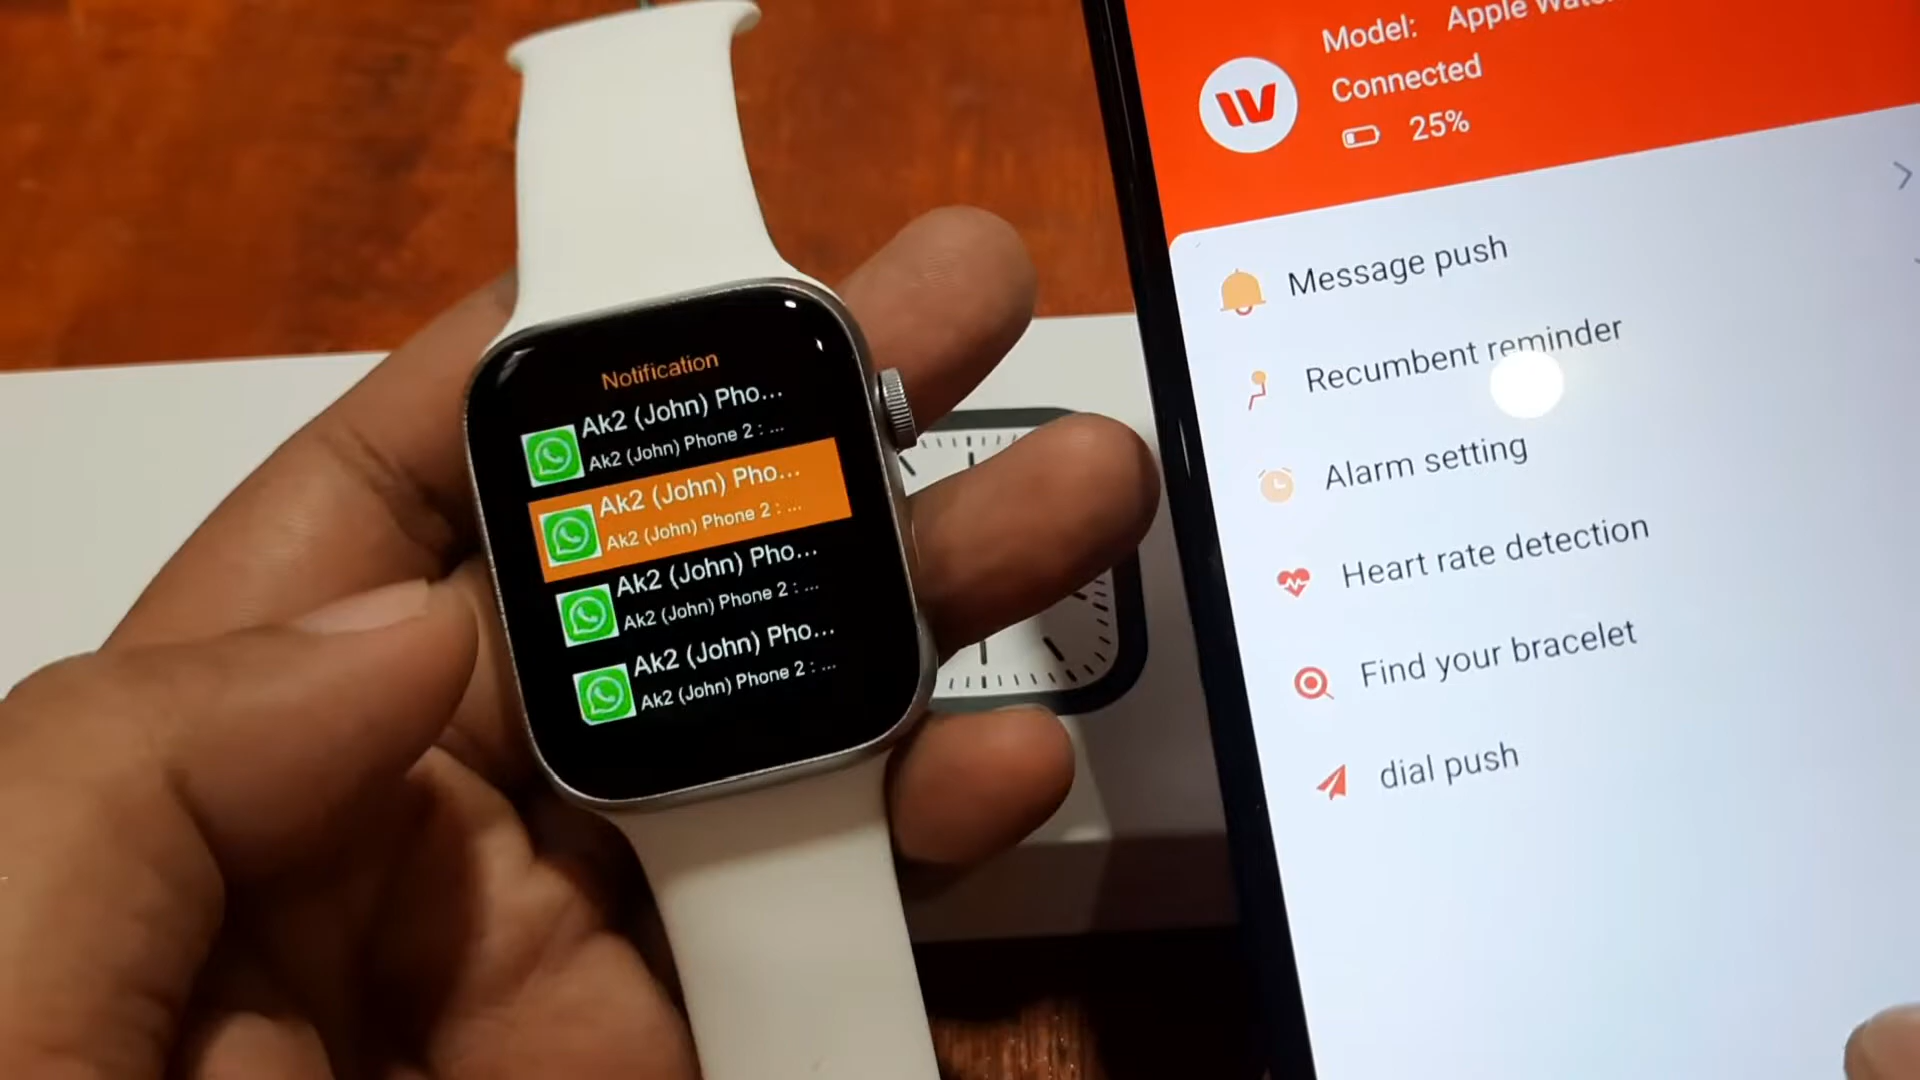 Notification
Ak2 (John) Pho...
Ak2 (John) Phone 2 : ...
Ak2 (John) Pho...
Ak2 (John) Phone 2 : ...
Ak2 (John) Pho...
Ak2 (John) Phone 2 : ...
Ak2 (John) Pho...
Ak2 (John) Phone 2 : ...
Model: Apple Watch
Connected
25%
Message push
Recumbent reminder
Alarm setting
Heart rate detection
Find your bracelet
dial push